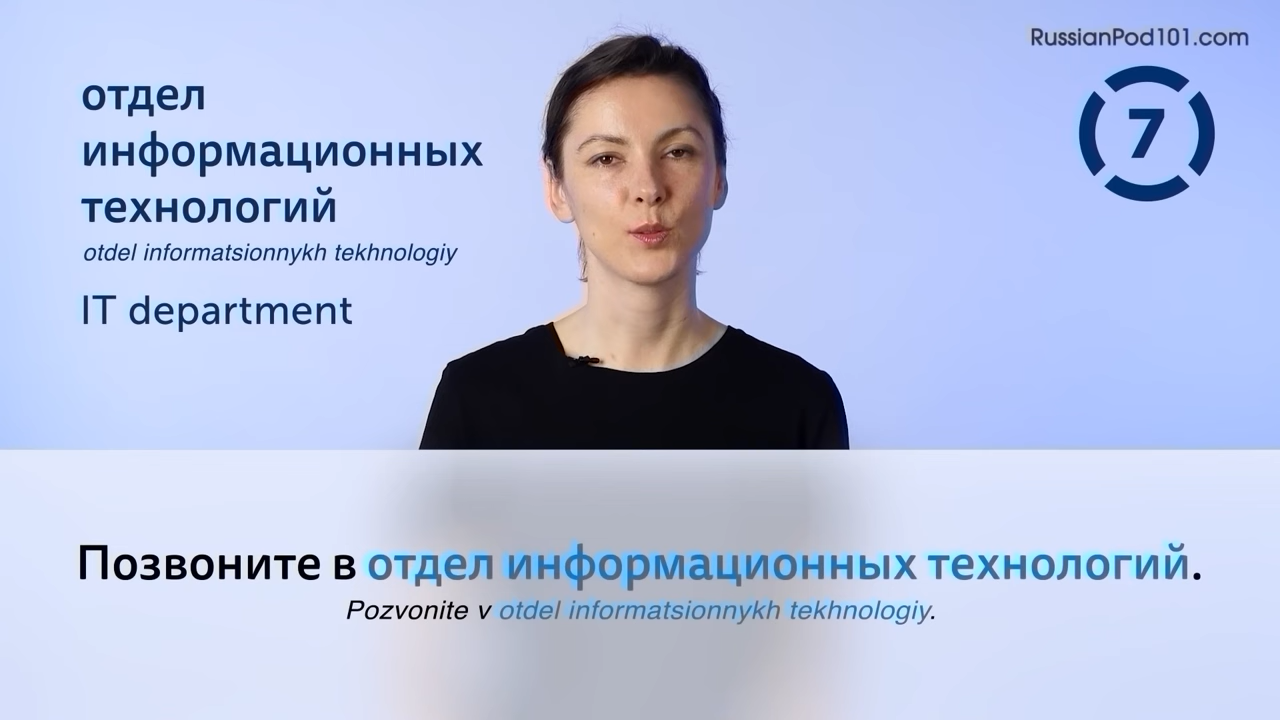 RussianPod101.com
отдел
информационных
технологий
otdel informatsionnykh tekhnologiy
IT department
7
Позвоните в отдел информационных технологий.
Pozvonite v otdel informatsionnykh tekhnologiy.